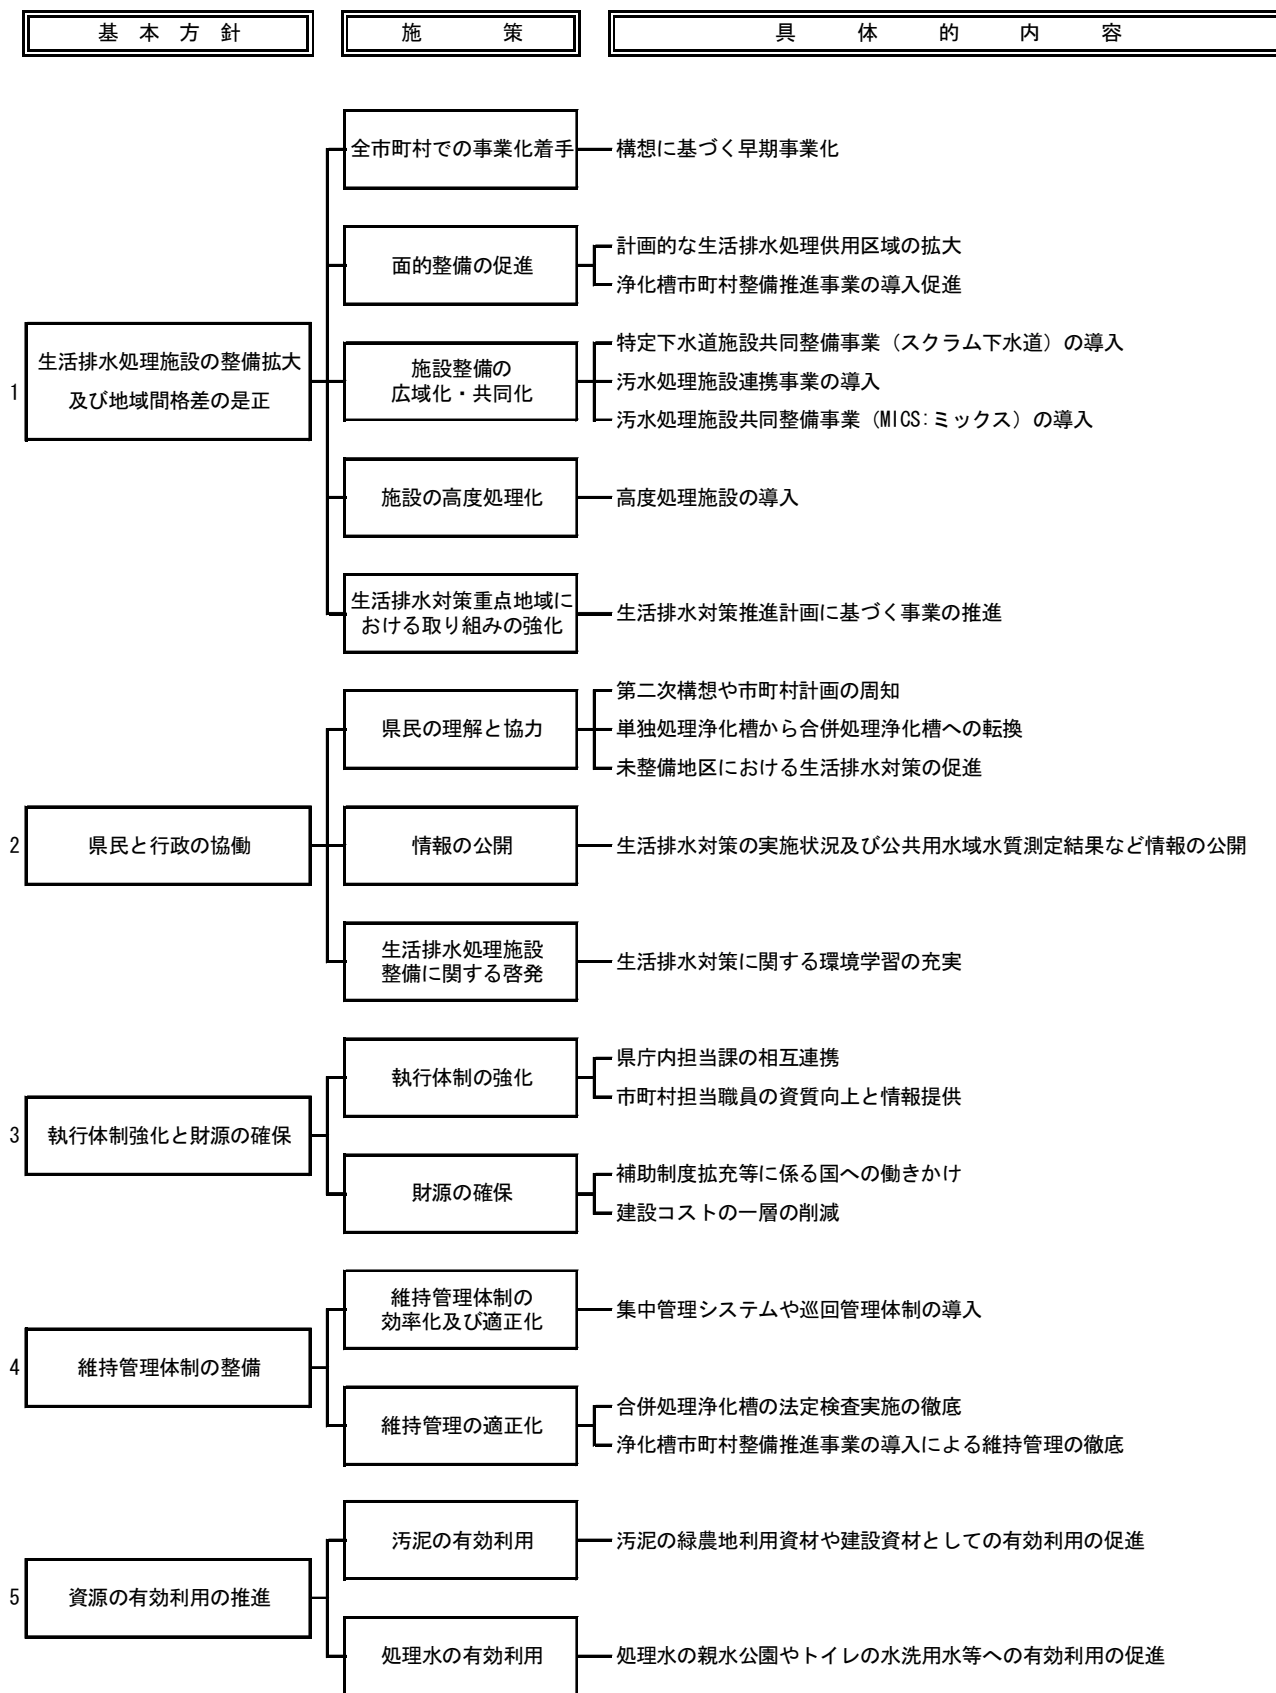 基本方針
施策
具体的内容
全市町村での事業化着手
構想に基づく早期事業化
面的整備の促進
計画的な生活排水処理供用区域の拡大
浄化槽市町村整備推進事業の導入促進
1
生活排水処理施設の整備拡大
及び地域間格差の是正
施設整備の
広域化・共同化
特定下水道施設共同整備事業（スクラム下水道）の導入
汚水処理施設連携事業の導入
汚水処理施設共同整備事業（MICS:ミックス）の導入
施設の高度処理化
高度処理施設の導入
生活排水対策重点地域に
おける取り組みの強化
生活排水対策推進計画に基づく事業の推進
県民の理解と協力
第二次構想や市町村計画の周知
単独処理浄化槽から合併処理浄化槽への転換
未整備地区における生活排水対策の促進
2
県民と行政の協働
情報の公開
生活排水対策の実施状況及び公共用水域水質測定結果など情報の公開
生活排水処理施設
整備に関する啓発
生活排水対策に関する環境学習の充実
執行体制の強化
県庁内担当課の相互連携
市町村担当職員の資質向上と情報提供
3
執行体制強化と財源の確保
財源の確保
補助制度拡充等に係る国への働きかけ
建設コストの一層の削減
維持管理体制の
効率化及び適正化
集中管理システムや巡回管理体制の導入
4
維持管理体制の整備
維持管理の適正化
合併処理浄化槽の法定検査実施の徹底
浄化槽市町村整備推進事業の導入による維持管理の徹底
汚泥の有効利用
汚泥の緑農地利用資材や建設資材としての有効利用の促進
5
資源の有効利用の推進
処理水の有効利用
処理水の親水公園やトイレの水洗用水等への有効利用の促進